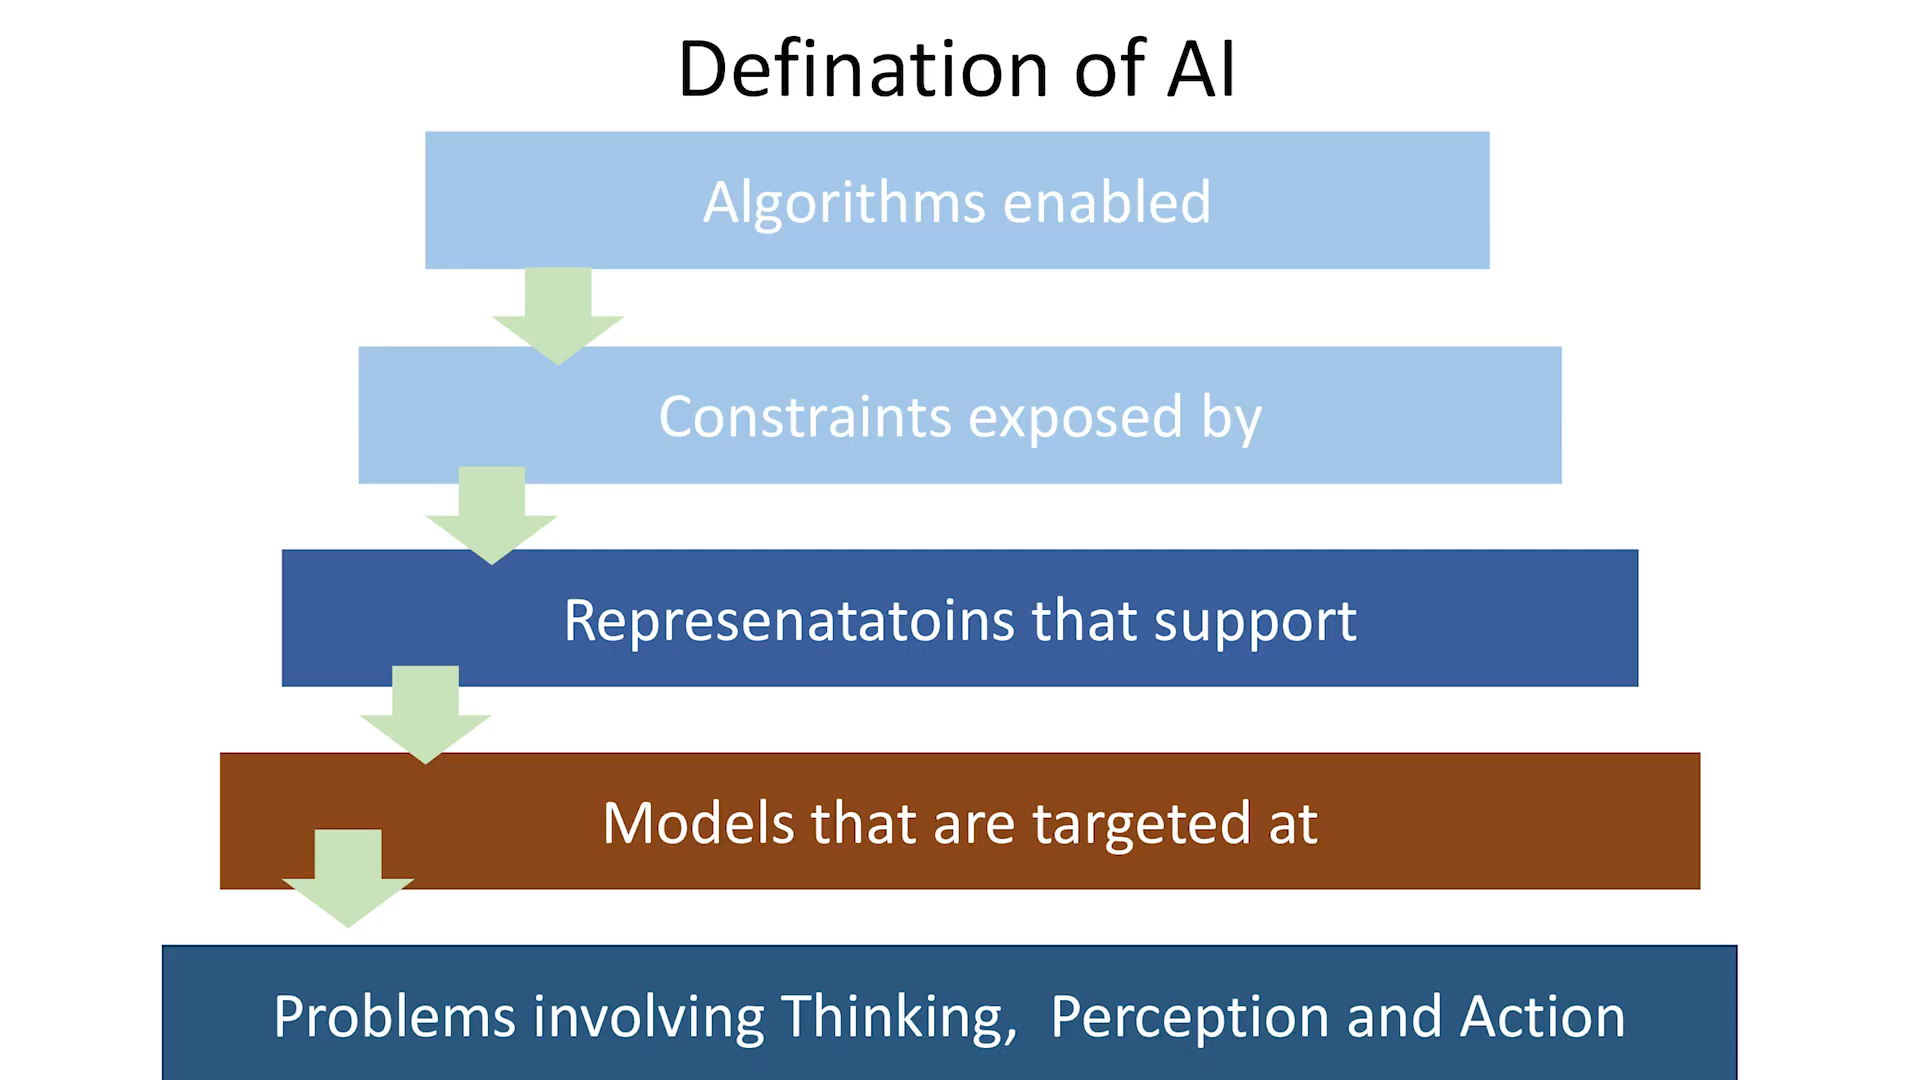 Defination of AI
Algorithms enabled
Constraints exposed by
Represenatatoins that support
Models that are targeted at
Problems involving Thinking,  Perception and Action